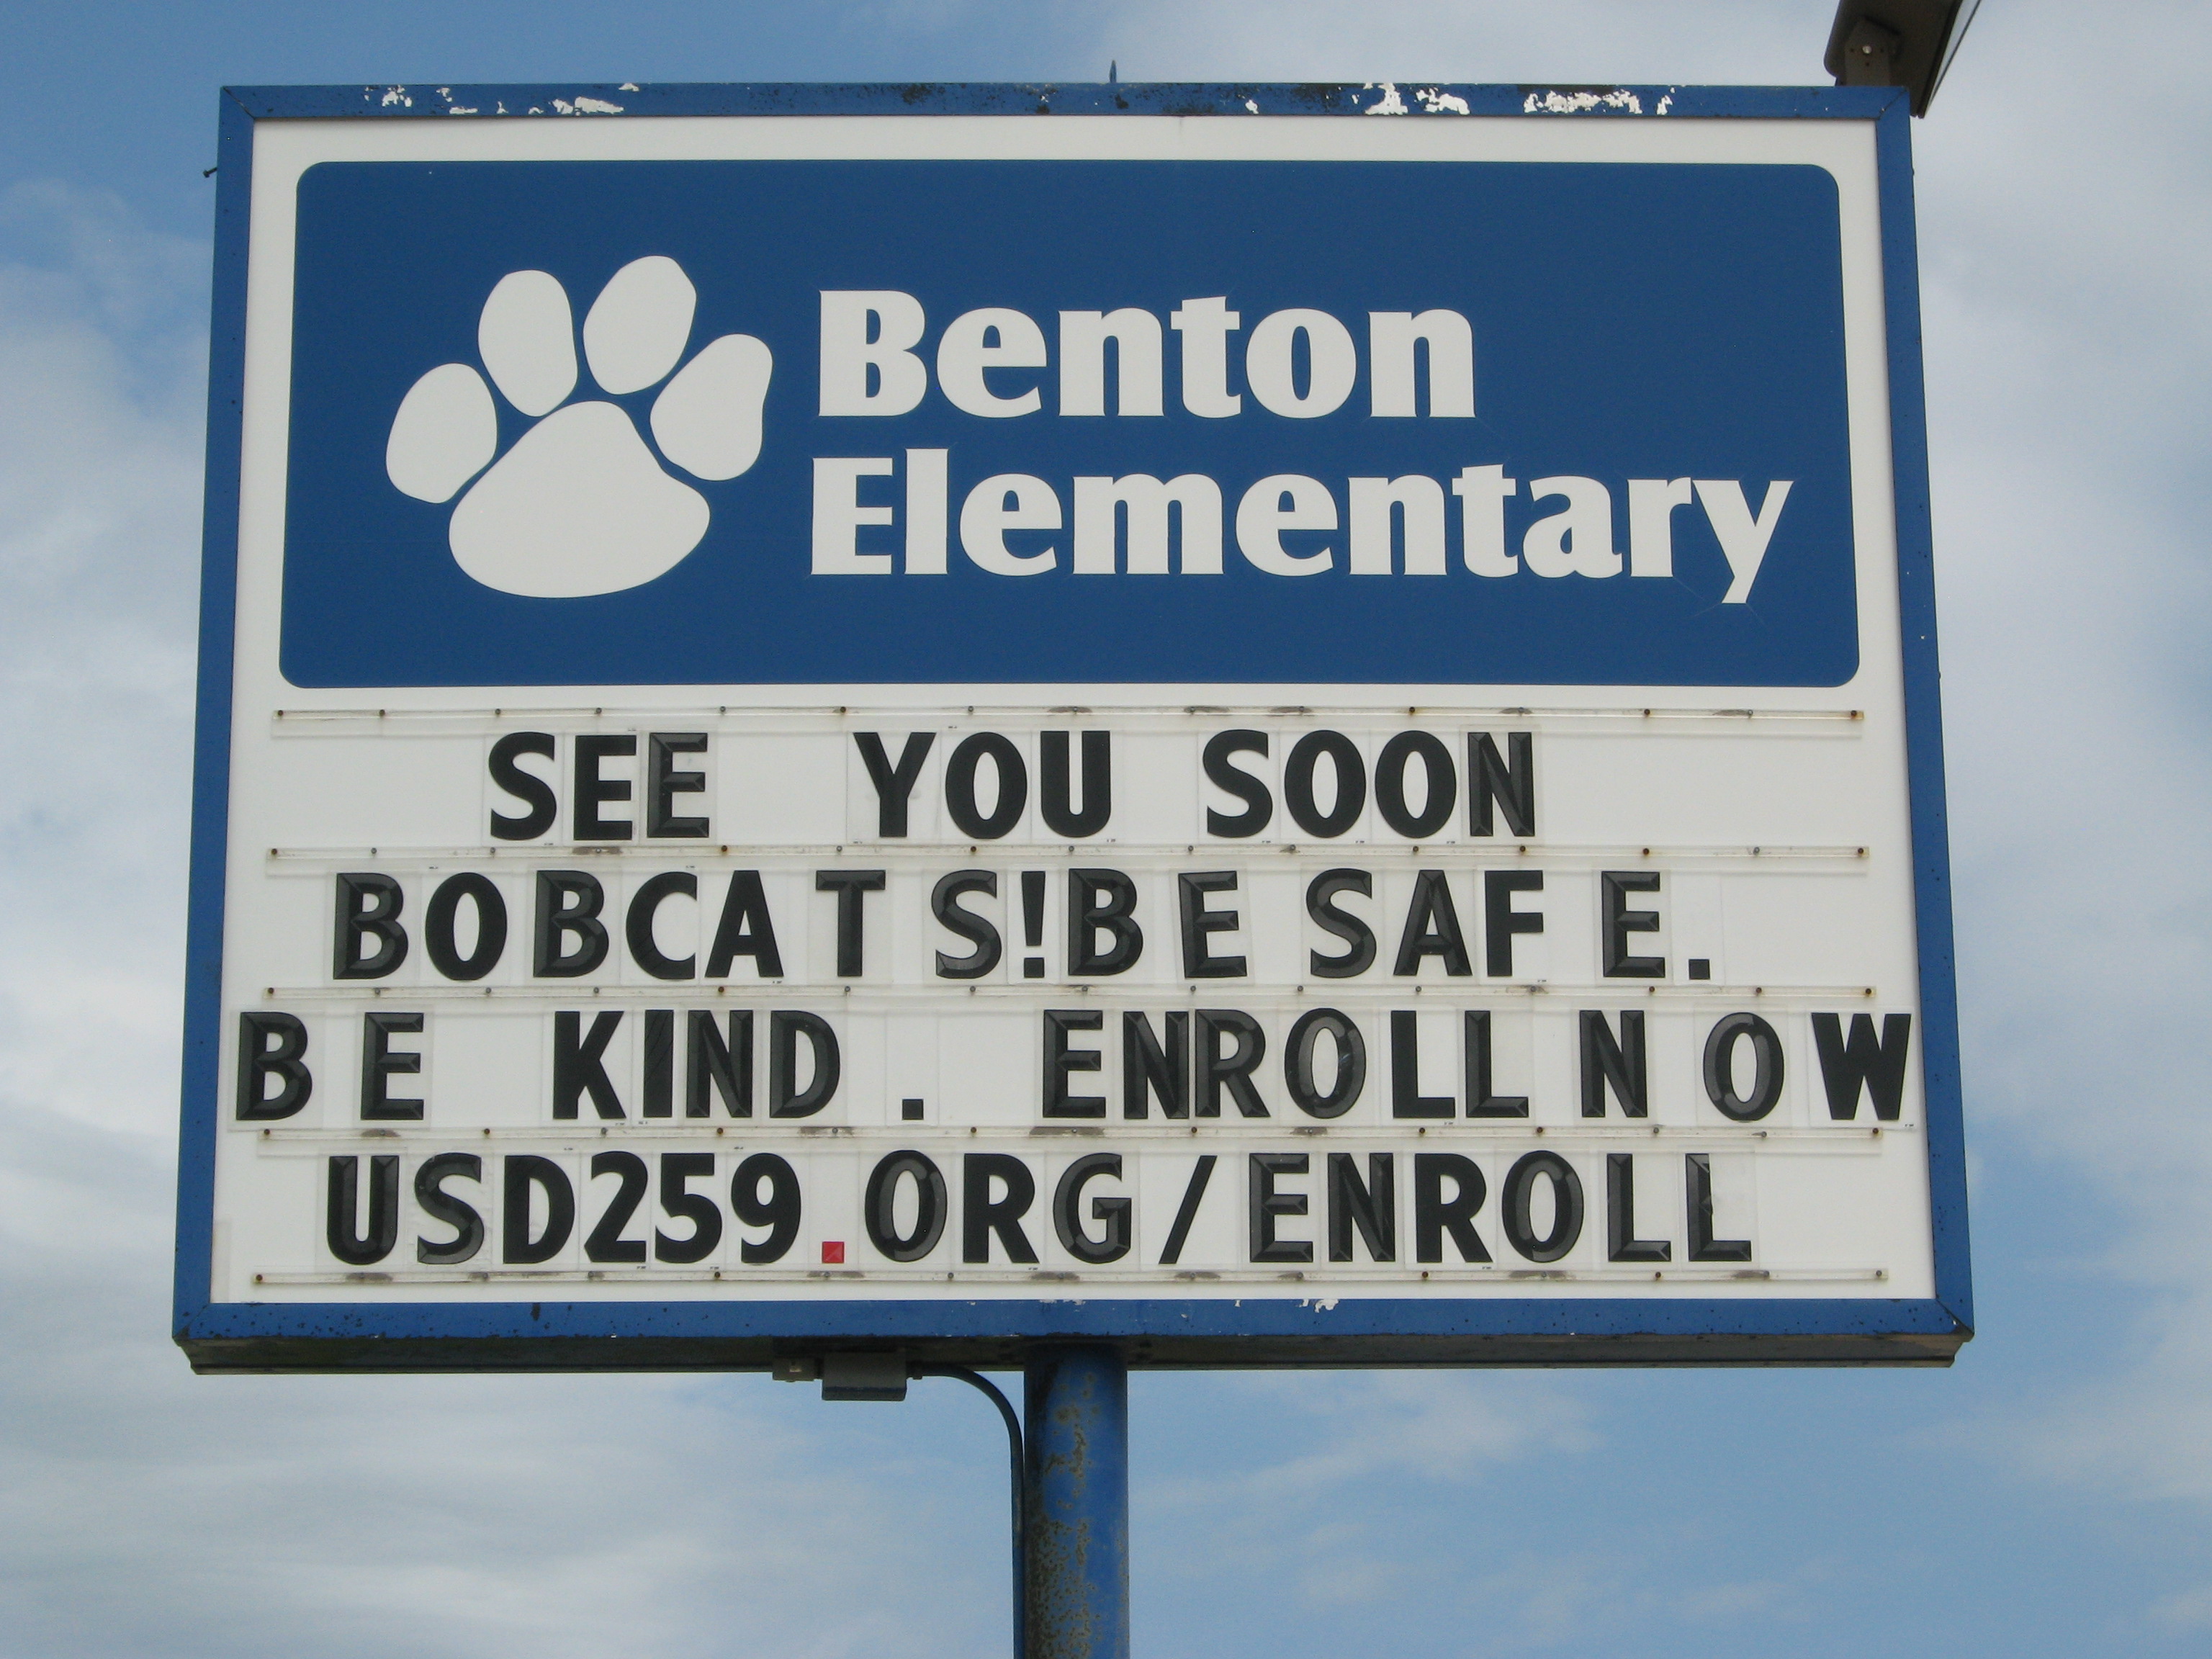 Benton
Elementary
SEE YOU SOON
BOBCATS!BE SAFE.
BE KIND. ENROLL NOW
USD259.ORG/ENROLL